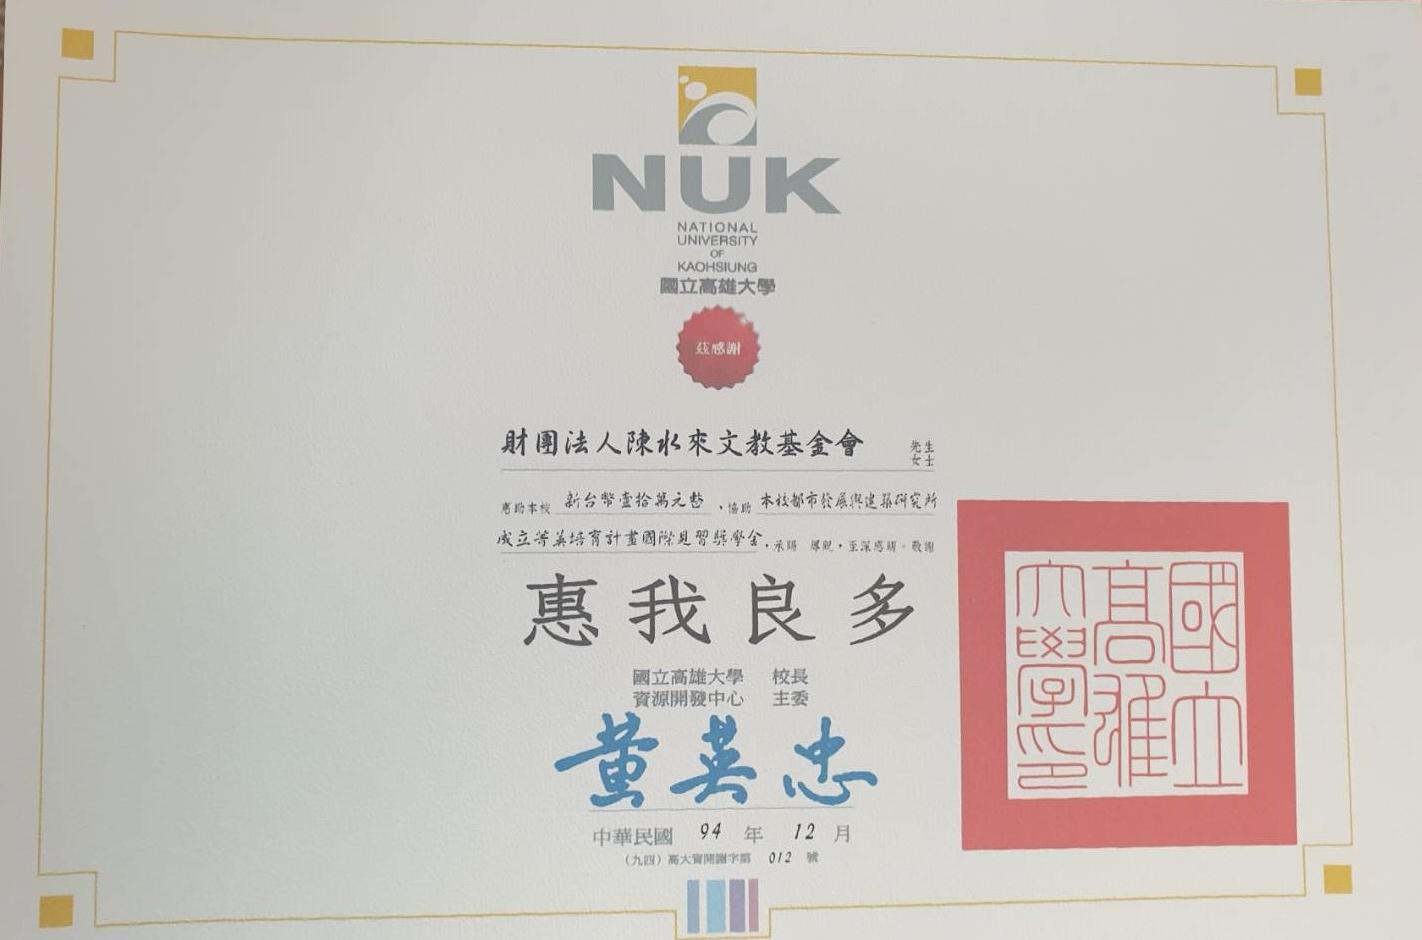 NUK
NATIONAL
UNIVERSITY
OF
KAOHSIUNG
國立高雄大學
茲感謝
財團法人陳水來文教基金會 先生
女士
惠助本校 新台幣壹拾萬元整 、協助 本校都市發展與建築研究所
成立菁英培育計畫國際見習獎學金,承賜 厚貺,至深感紉。敬謝
惠我良多
國立高雄大學 校長
資源開發中心 主委
黃英忠
中華民國 94 年 12 月
(九四)高大資開謝字第 012 號
國立
高雄
大學印